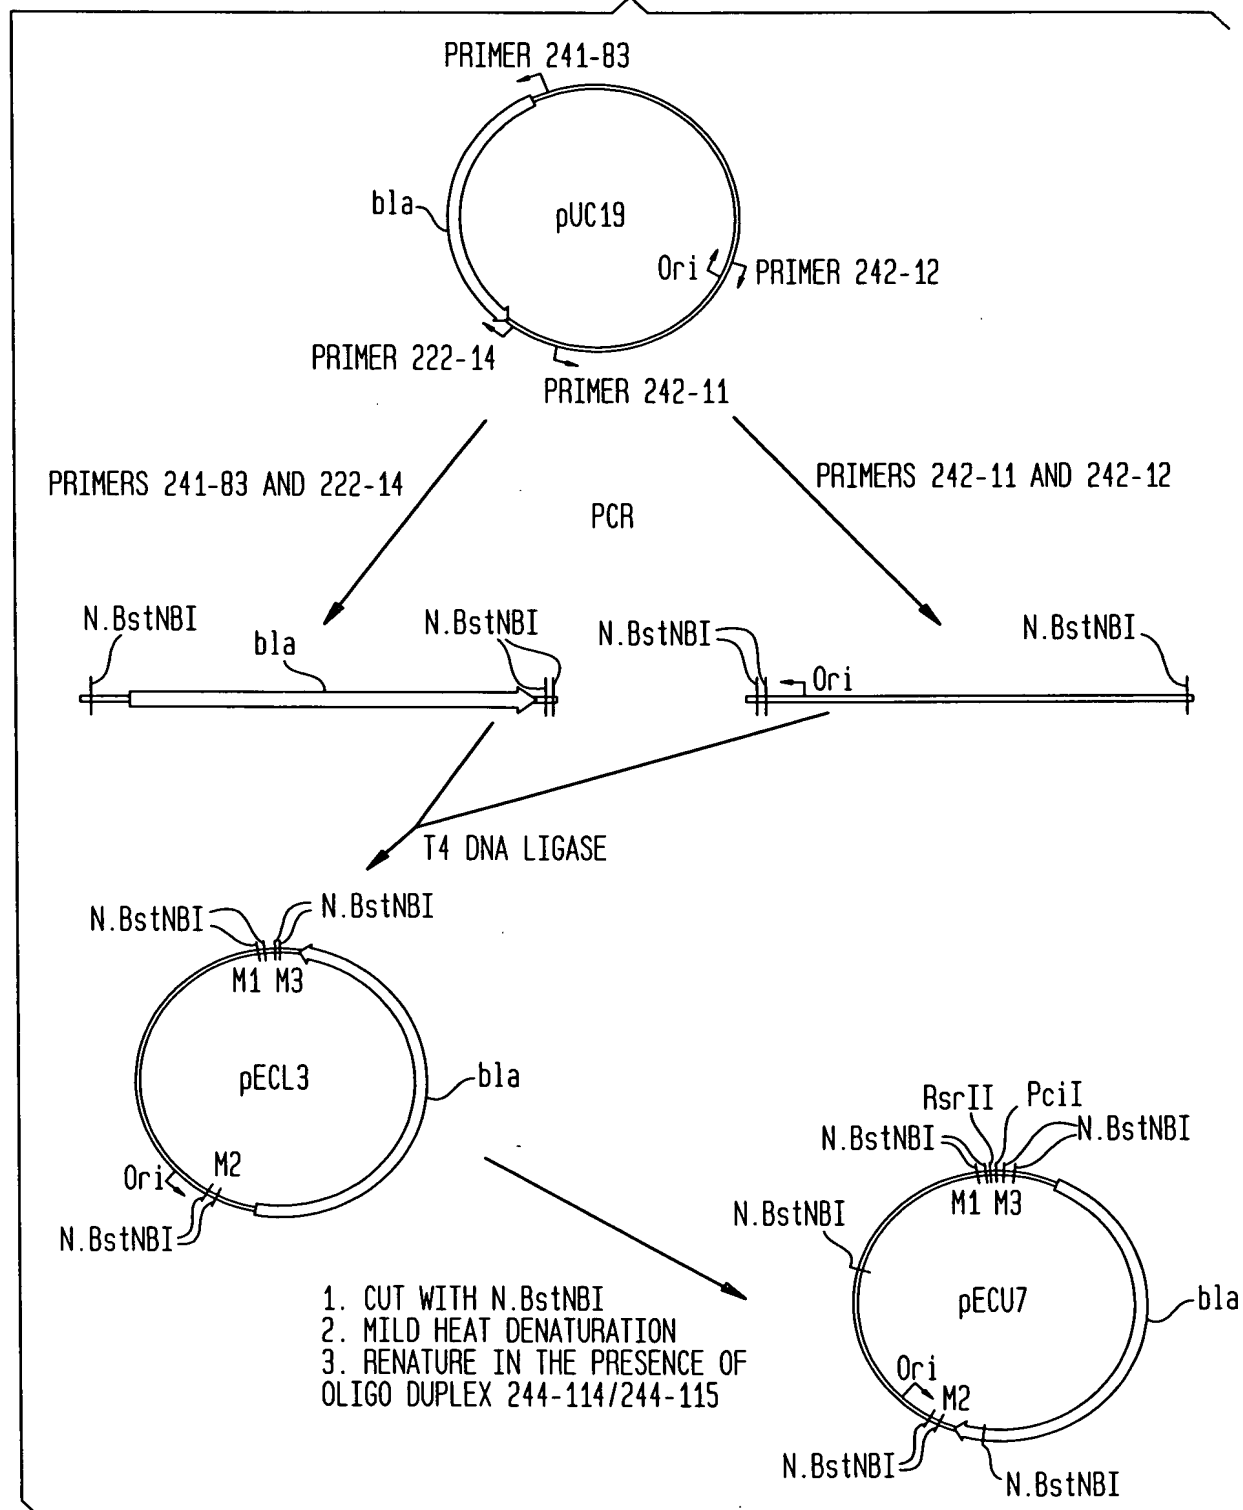 PRIMER 241-83
bla
pUC19
Ori
PRIMER 242-12
PRIMER 222-14
PRIMER 242-11
PRIMERS 241-83 AND 222-14
PRIMERS 242-11 AND 242-12
PCR
N.BstNBI
bla
N.BstNBI
N.BstNBI
Ori
N.BstNBI
T4 DNA LIGASE
N.BstNBI
N.BstNBI
M1 M3
pECL3
bla
Ori
M2
N.BstNBI
1. CUT WITH N.BstNBI
2. MILD HEAT DENATURATION
3. RENATURE IN THE PRESENCE OF
OLIGO DUPLEX 244-114/244-115
RsrII
PciI
N.BstNBI
N.BstNBI
M1 M3
N.BstNBI
pECU7
bla
Ori
M2
N.BstNBI
N.BstNBI